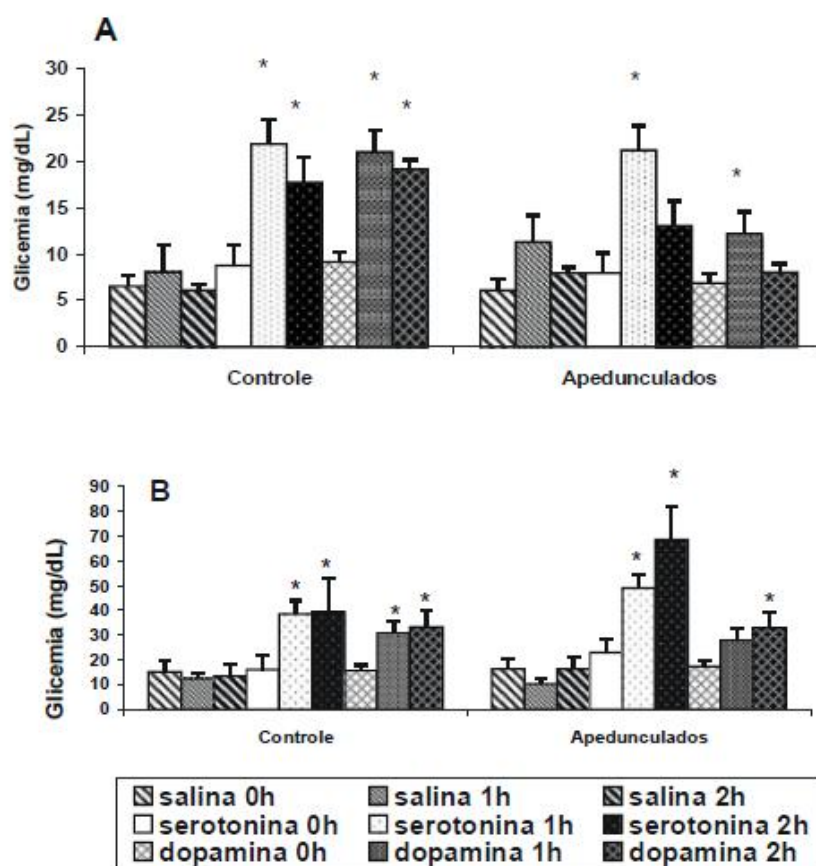 A
Glicemia (mg/dL)
30
25
20
15
10
5
0
* * * * * *
Controle Apedunculados
B
Glicemia (mg/dL)
90
80
70
60
50
40
30
20
10
0
* * * * * * *
Controle Apedunculados
salina 0h salina 1h salina 2h
serotonina 0h serotonina 1h serotonina 2h
dopamina 0h dopamina 1h dopamina 2h